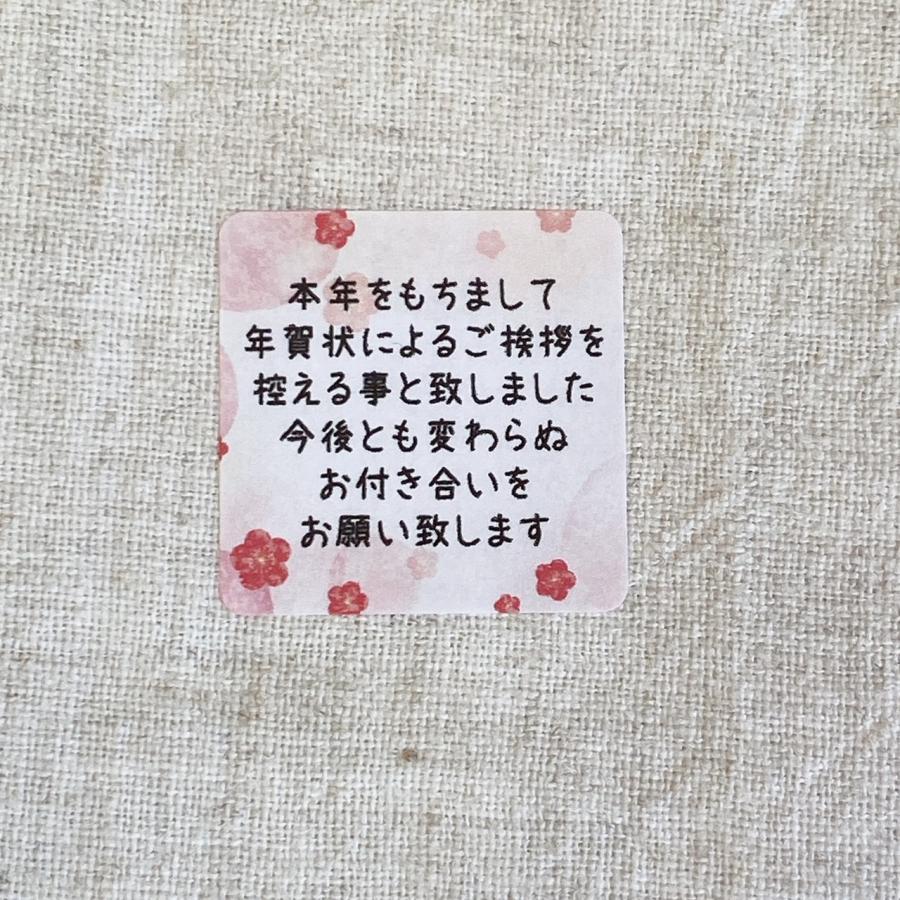 本年をもちまして
年賀状によるご挨拶を
控える事と致しました
今後とも変わらぬ
お付き合いを
お願い致します